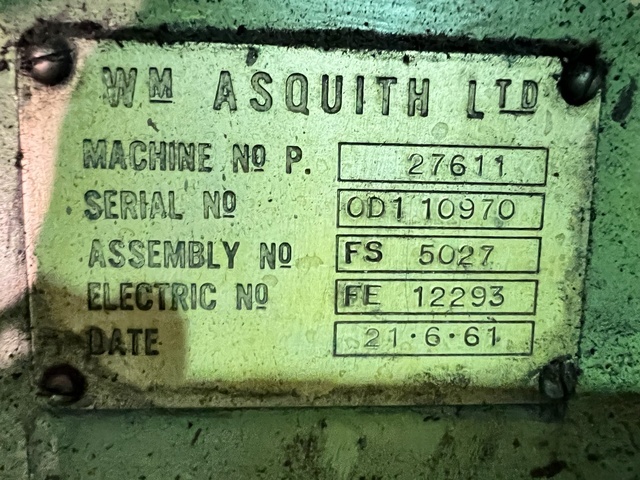 WM ASQUITH LTD
MACHINE NO P. 27611
SERIAL NO OD1 10970
ASSEMBLY NO FS 5027
ELECTRIC NO FE 12293
DATE 21·6·61